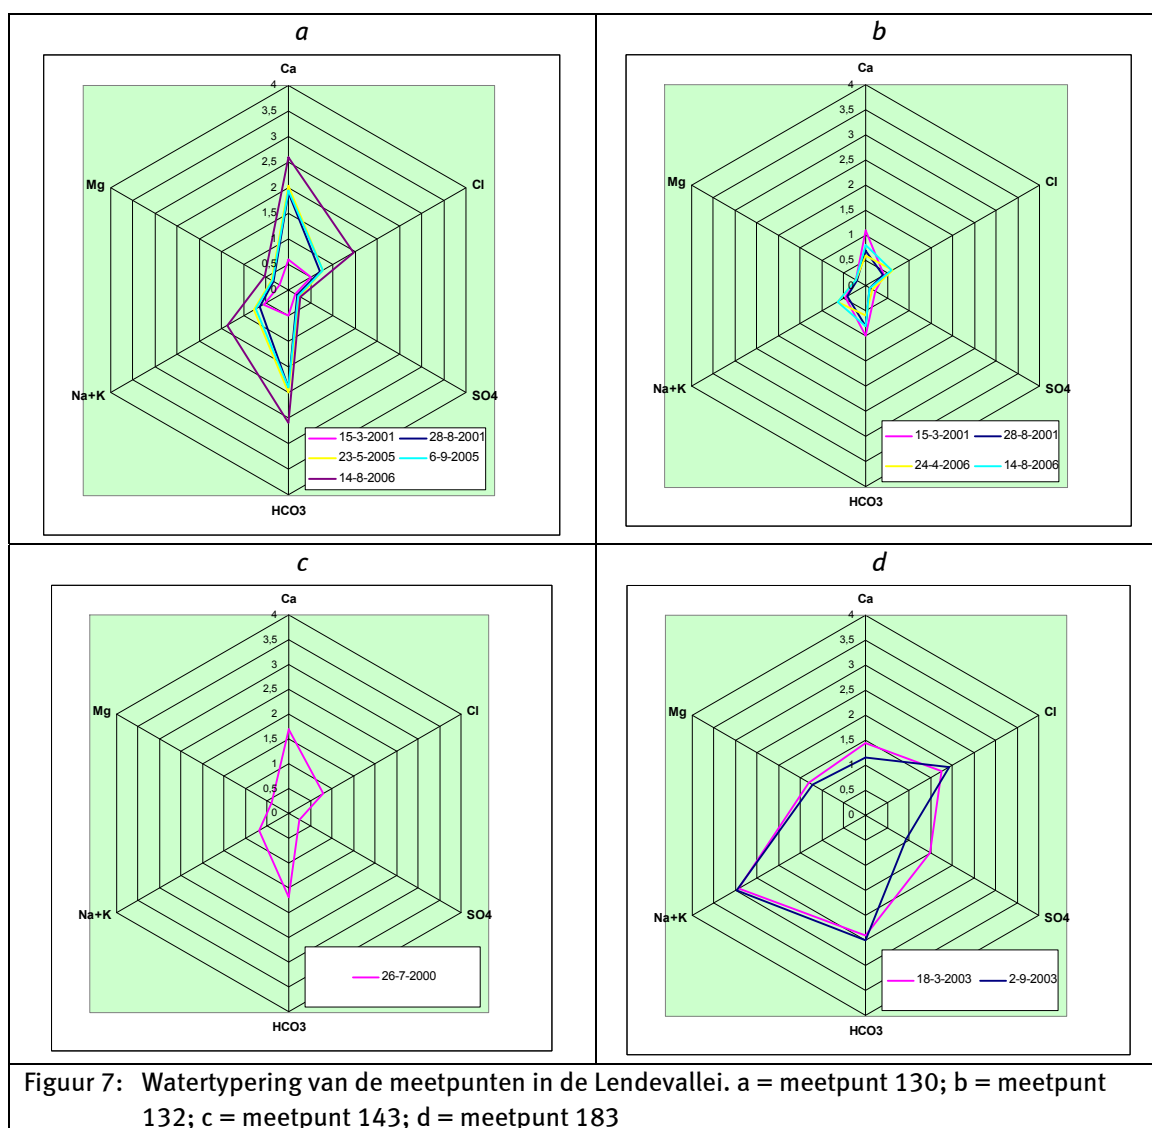 a
Ca
4
3,5
3
2,5
2
1,5
1
0,5
0
Mg
Cl
Na+K
SO4
HCO3
15-3-2001 28-8-2001
23-5-2005 6-9-2005
14-8-2006
b
Ca
4
3,5
3
2,5
2
1,5
1
0,5
0
Mg
Cl
Na+K
SO4
HCO3
15-3-2001 28-8-2001
24-4-2006 14-8-2006
c
Ca
4
3,5
3
2,5
2
1,5
1
0,5
0
Mg
Cl
Na+K
SO4
HCO3
26-7-2000
d
Ca
4
3,5
3
2,5
2
1,5
1
0,5
0
Mg
Cl
Na+K
SO4
HCO3
18-3-2003 2-9-2003
Figuur 7: Watertypering van de meetpunten in de Lendevallei. a = meetpunt 130; b = meetpunt
132; c = meetpunt 143; d = meetpunt 183